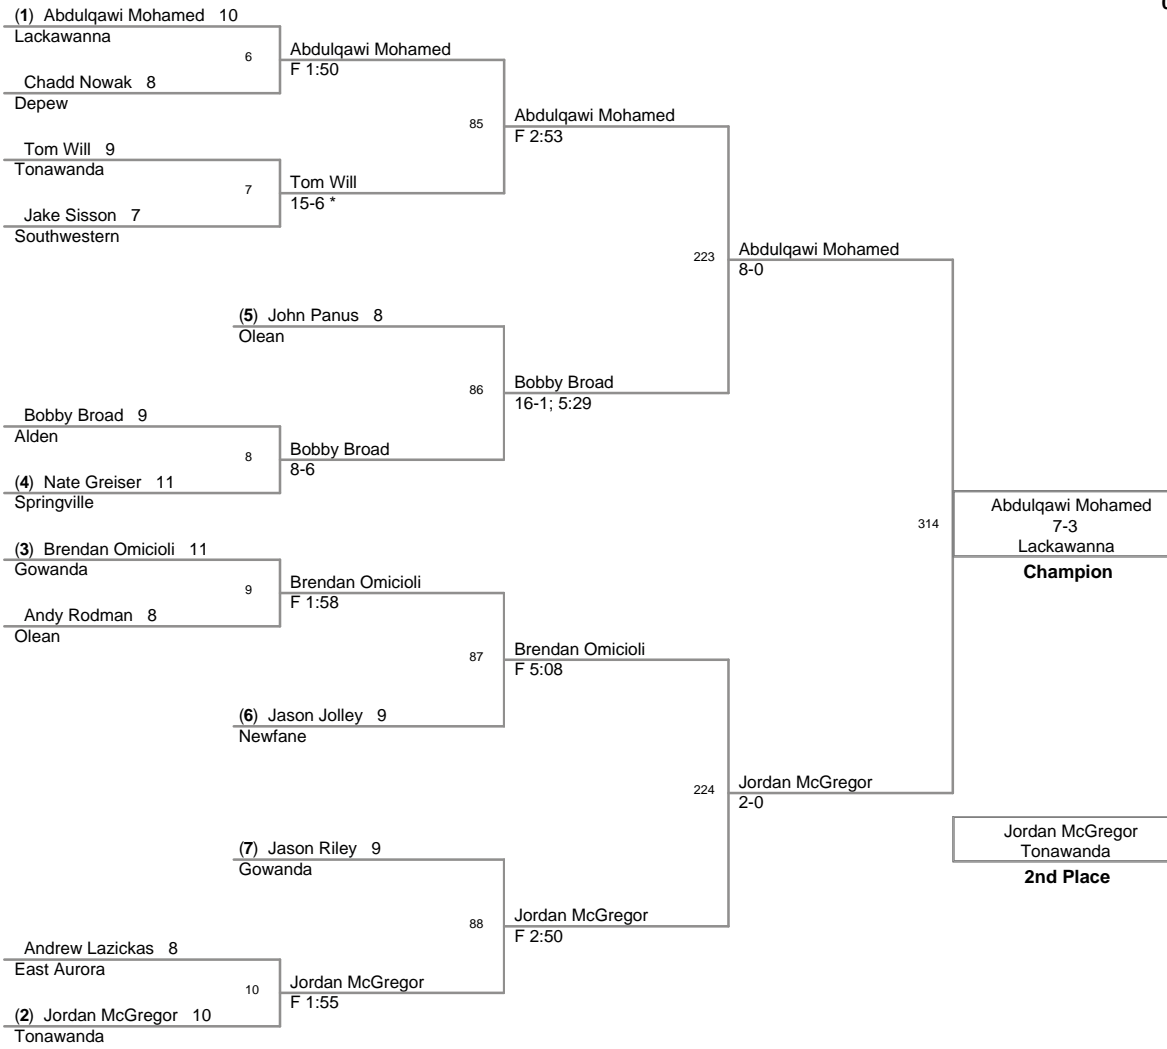 (1) Abdulqawi Mohamed 10
Lackawanna
6
Chadd Nowak 8
Depew
Abdulqawi Mohamed
F 1:50
Tom Will 9
Tonawanda
7
Jake Sisson 7
Southwestern
Tom Will
15-6 *
85
Abdulqawi Mohamed
F 2:53
(5) John Panus 8
Olean
Bobby Broad 9
Alden
8
(4) Nate Greiser 11
Springville
Bobby Broad
8-6
86
Bobby Broad
16-1; 5:29
223
Abdulqawi Mohamed
8-0
(3) Brendan Omicioli 11
Gowanda
9
Andy Rodman 8
Olean
Brendan Omicioli
F 1:58
(6) Jason Jolley 9
Newfane
87
Brendan Omicioli
F 5:08
(7) Jason Riley 9
Gowanda
Andrew Lazickas 8
East Aurora
10
(2) Jordan McGregor 10
Tonawanda
Jordan McGregor
F 1:55
88
Jordan McGregor
F 2:50
224
Jordan McGregor
2-0
314
Abdulqawi Mohamed
7-3
Lackawanna
Champion
Jordan McGregor
Tonawanda
2nd Place